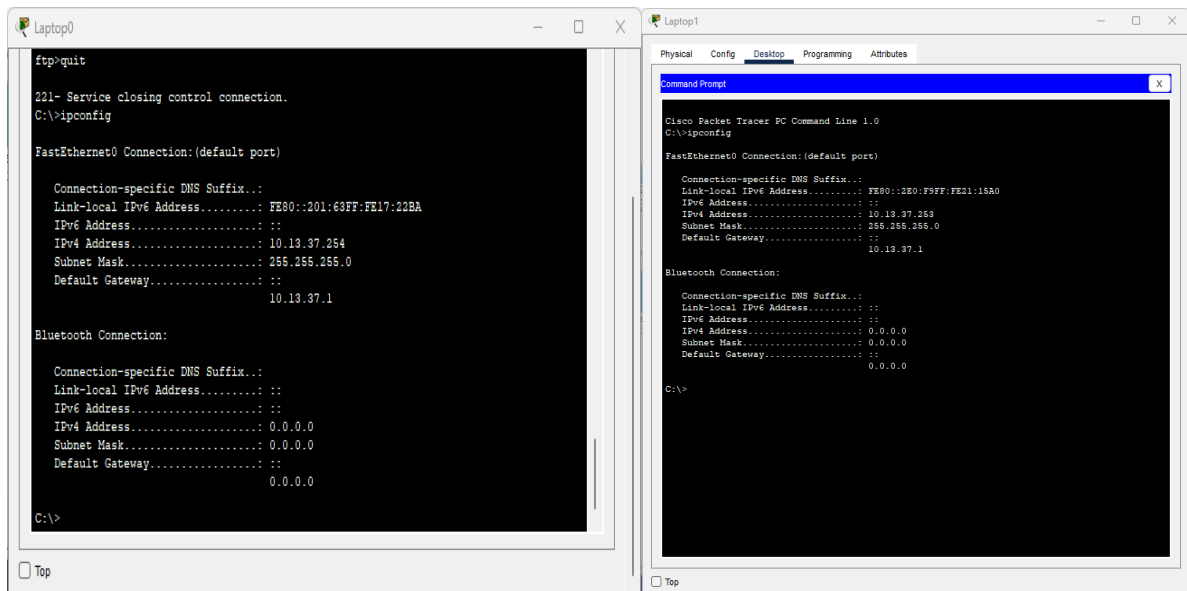 Laptop0
ftp>quit
221- Service closing control connection.
C:\>ipconfig
FastEthernet0 Connection:(default port)
Connection-specific DNS Suffix..:
Link-local IPv6 Address.........: FE80::201:63FF:FE17:22BA
IPv6 Address....................: ::
IPv4 Address....................: 10.13.37.254
Subnet Mask.....................: 255.255.255.0
Default Gateway.................: ::
10.13.37.1
Bluetooth Connection:
Connection-specific DNS Suffix..:
Link-local IPv6 Address.........: ::
IPv6 Address....................: ::
IPv4 Address....................: 0.0.0.0
Subnet Mask.....................: 0.0.0.0
Default Gateway.................: ::
0.0.0.0
C:\>
Top
Laptop1
Physical Config Desktop Programming Attributes
Command Prompt X
Cisco Packet Tracer PC Command Line 1.0
C:\>ipconfig
FastEthernet0 Connection:(default port)
Connection-specific DNS Suffix..:
Link-local IPv6 Address.........: FE80::2E0:F9FF:FE21:15A0
IPv6 Address....................: ::
IPv4 Address....................: 10.13.37.253
Subnet Mask.....................: 255.255.255.0
Default Gateway.................: ::
10.13.37.1
Bluetooth Connection:
Connection-specific DNS Suffix..:
Link-local IPv6 Address.........: ::
IPv6 Address....................: ::
IPv4 Address....................: 0.0.0.0
Subnet Mask.....................: 0.0.0.0
Default Gateway.................: ::
0.0.0.0
C:\>
Top